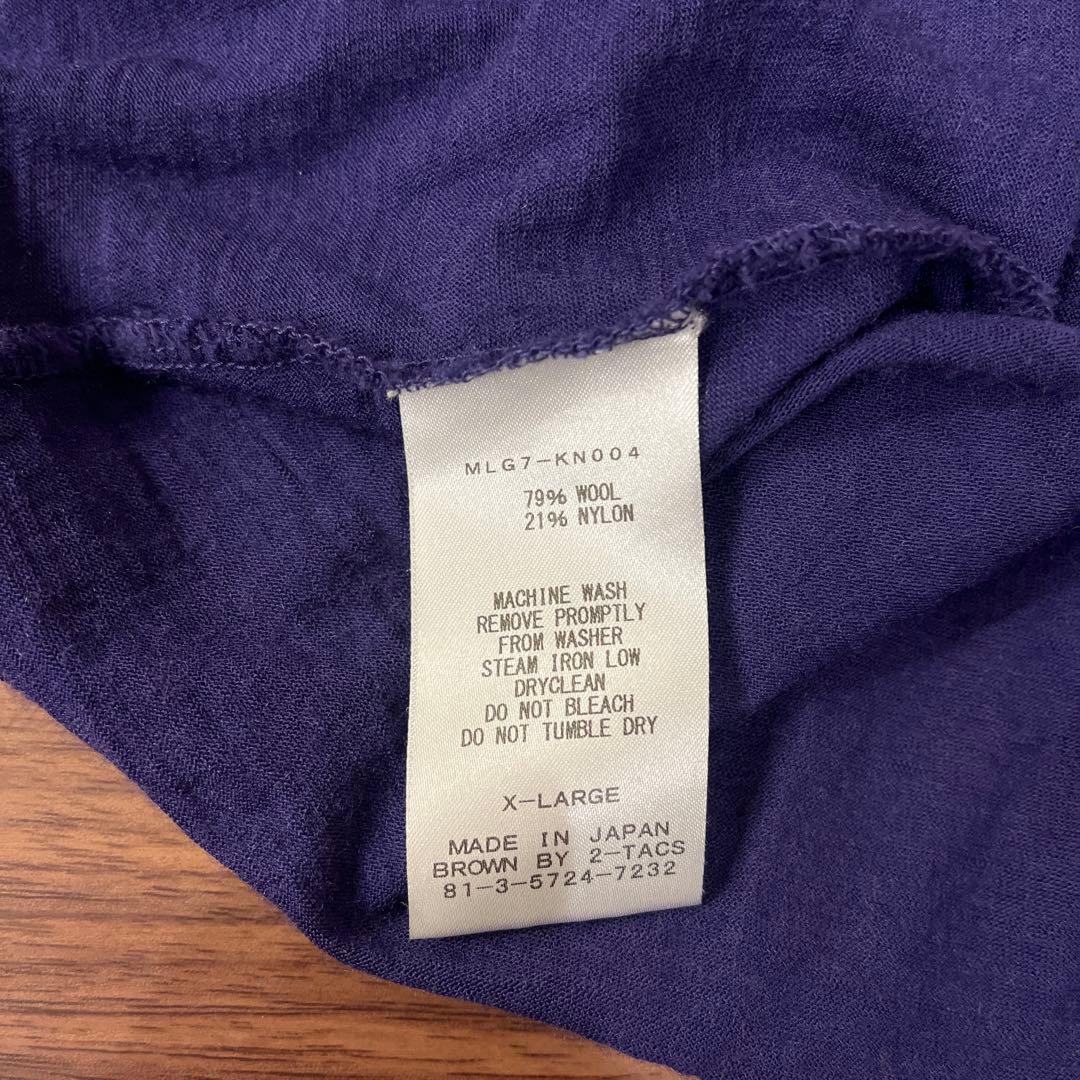 MLG7-KN004
79% WOOL
21% NYLON
MACHINE WASH
REMOVE PROMPTLY
FROM WASHER
STEAM IRON LOW
DRYCLEAN
DO NOT BLEACH
DO NOT TUMBLE DRY
X-LARGE
MADE IN JAPAN
BROWN BY 2-TACS
81-3-5724-7232